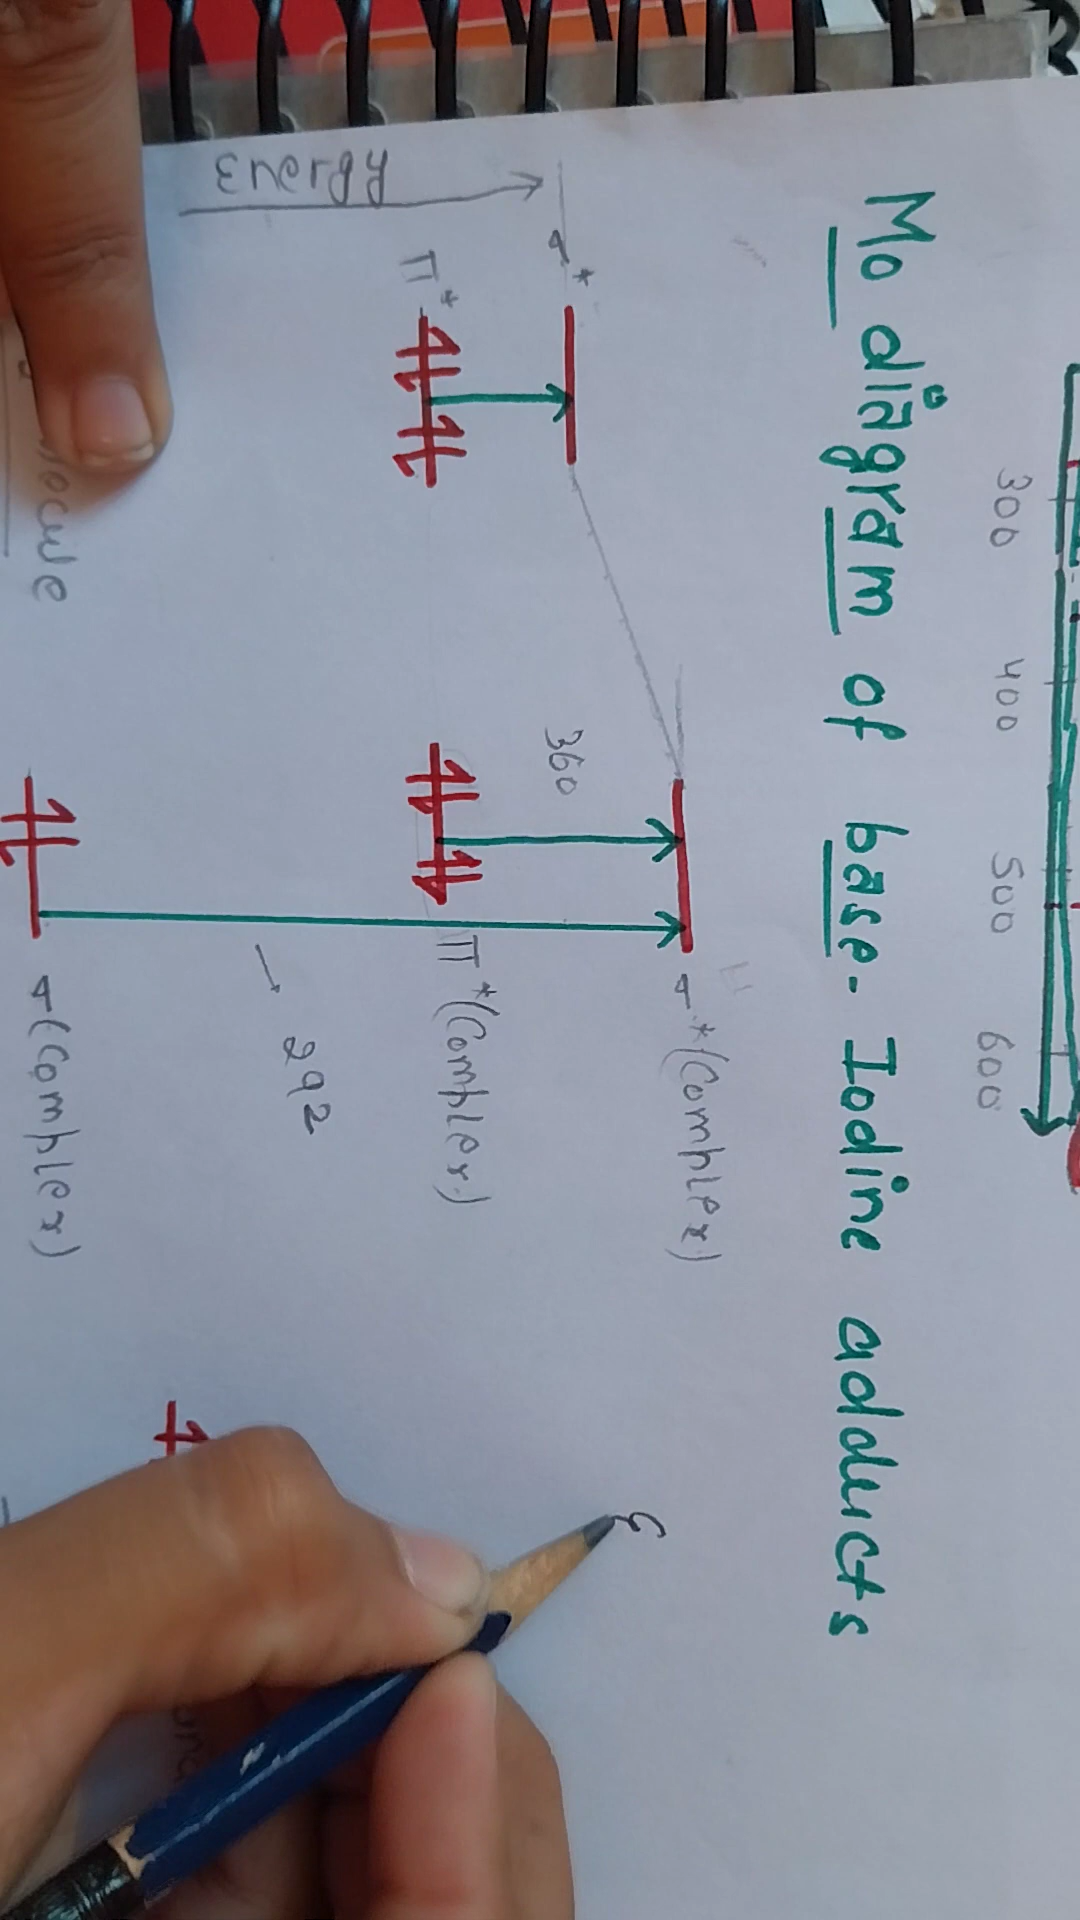 300 400 500 600
Mo diagram of base-Iodine adducts
Energy
σ*
σ*(Complex)
360
π*
π*(Complex)
292
σ(Complex)